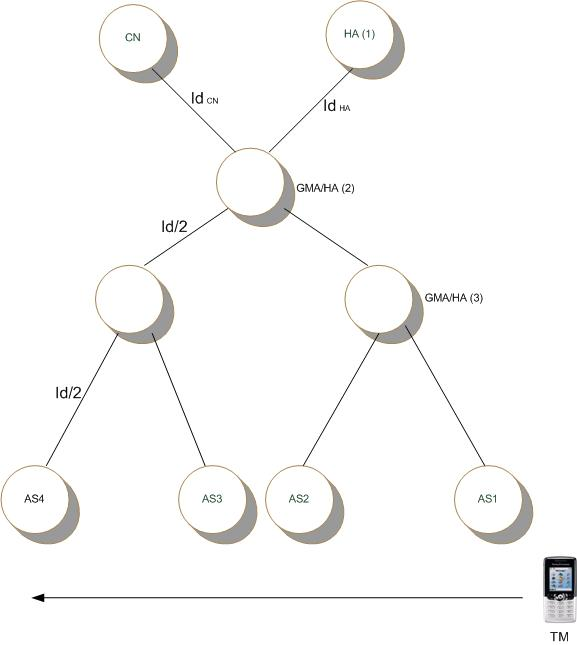 CN
HA (1)
Id CN
Id HA
GMA/HA (2)
Id/2
GMA/HA (3)
Id/2
AS4
AS3
AS2
AS1
TM